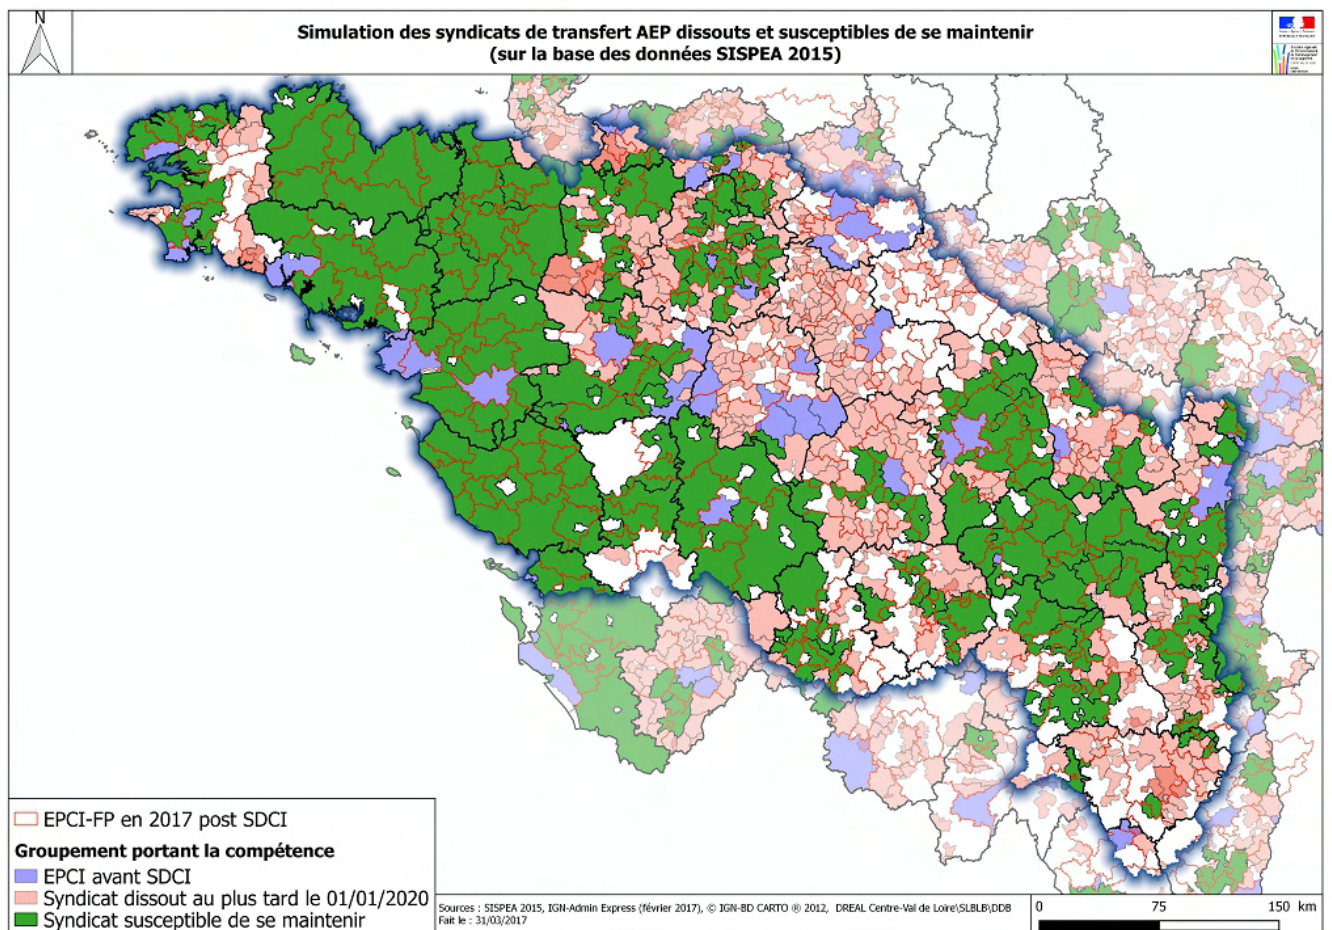 N
Simulation des syndicats de transfert AEP dissouts et susceptibles de se maintenir
(sur la base des données SISPEA 2015)
EPCI-FP en 2017 post SDCI
Groupement portant la compétence
EPCI avant SDCI
Syndicat dissout au plus tard le 01/01/2020
Syndicat susceptible de se maintenir
Sources : SISPEA 2015, IGN-Admin Express (février 2017), © IGN-BD CARTO ® 2012, DREAL Centre-Val de Loire\SLBLB\DDB
Fait le : 31/03/2017
0 75 150 km